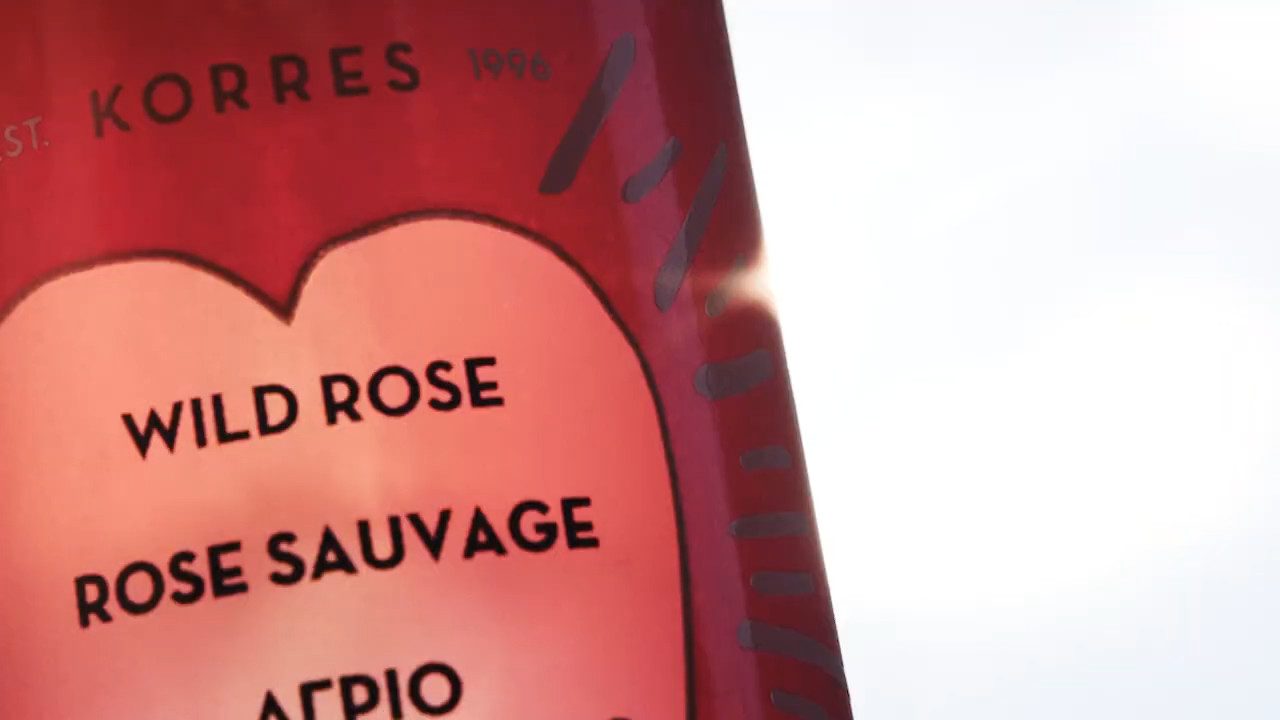 EST. KORRES 1996
WILD ROSE
ROSE SAUVAGE
ΑΓΡΙΟ